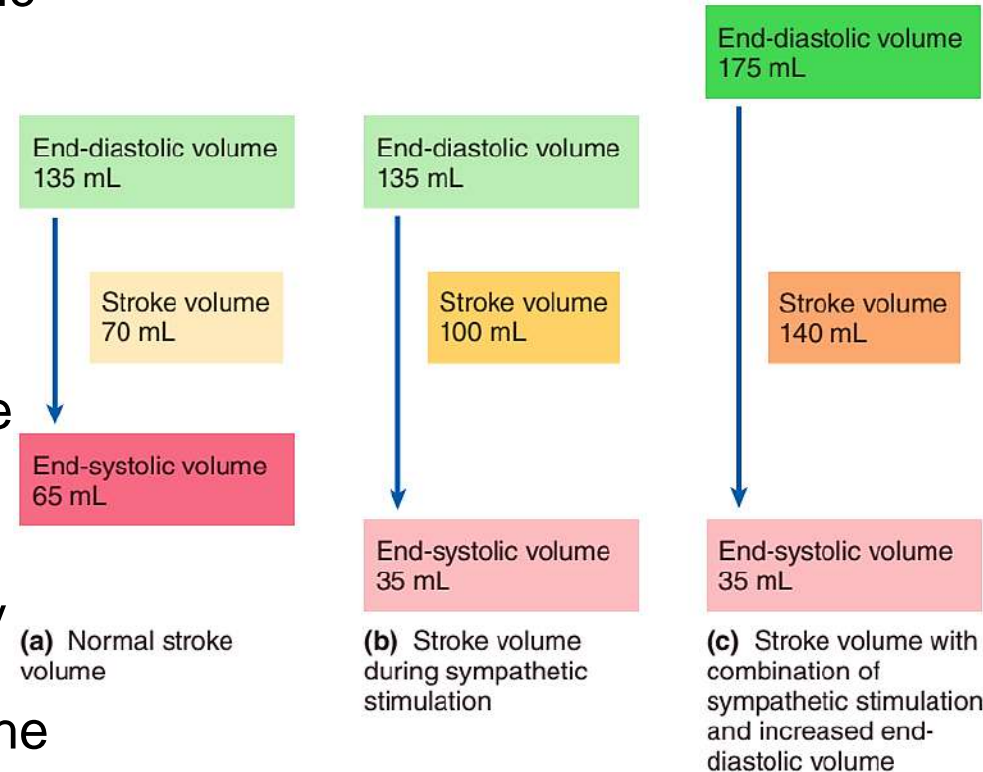 End-diastolic volume
135 mL
Stroke volume
70 mL
End-systolic volume
65 mL
(a) Normal stroke
volume
End-diastolic volume
135 mL
Stroke volume
100 mL
End-systolic volume
35 mL
(b) Stroke volume
during sympathetic
stimulation
End-diastolic volume
175 mL
Stroke volume
140 mL
End-systolic volume
35 mL
(c) Stroke volume with
combination of
sympathetic stimulation
and increased end-
diastolic volume